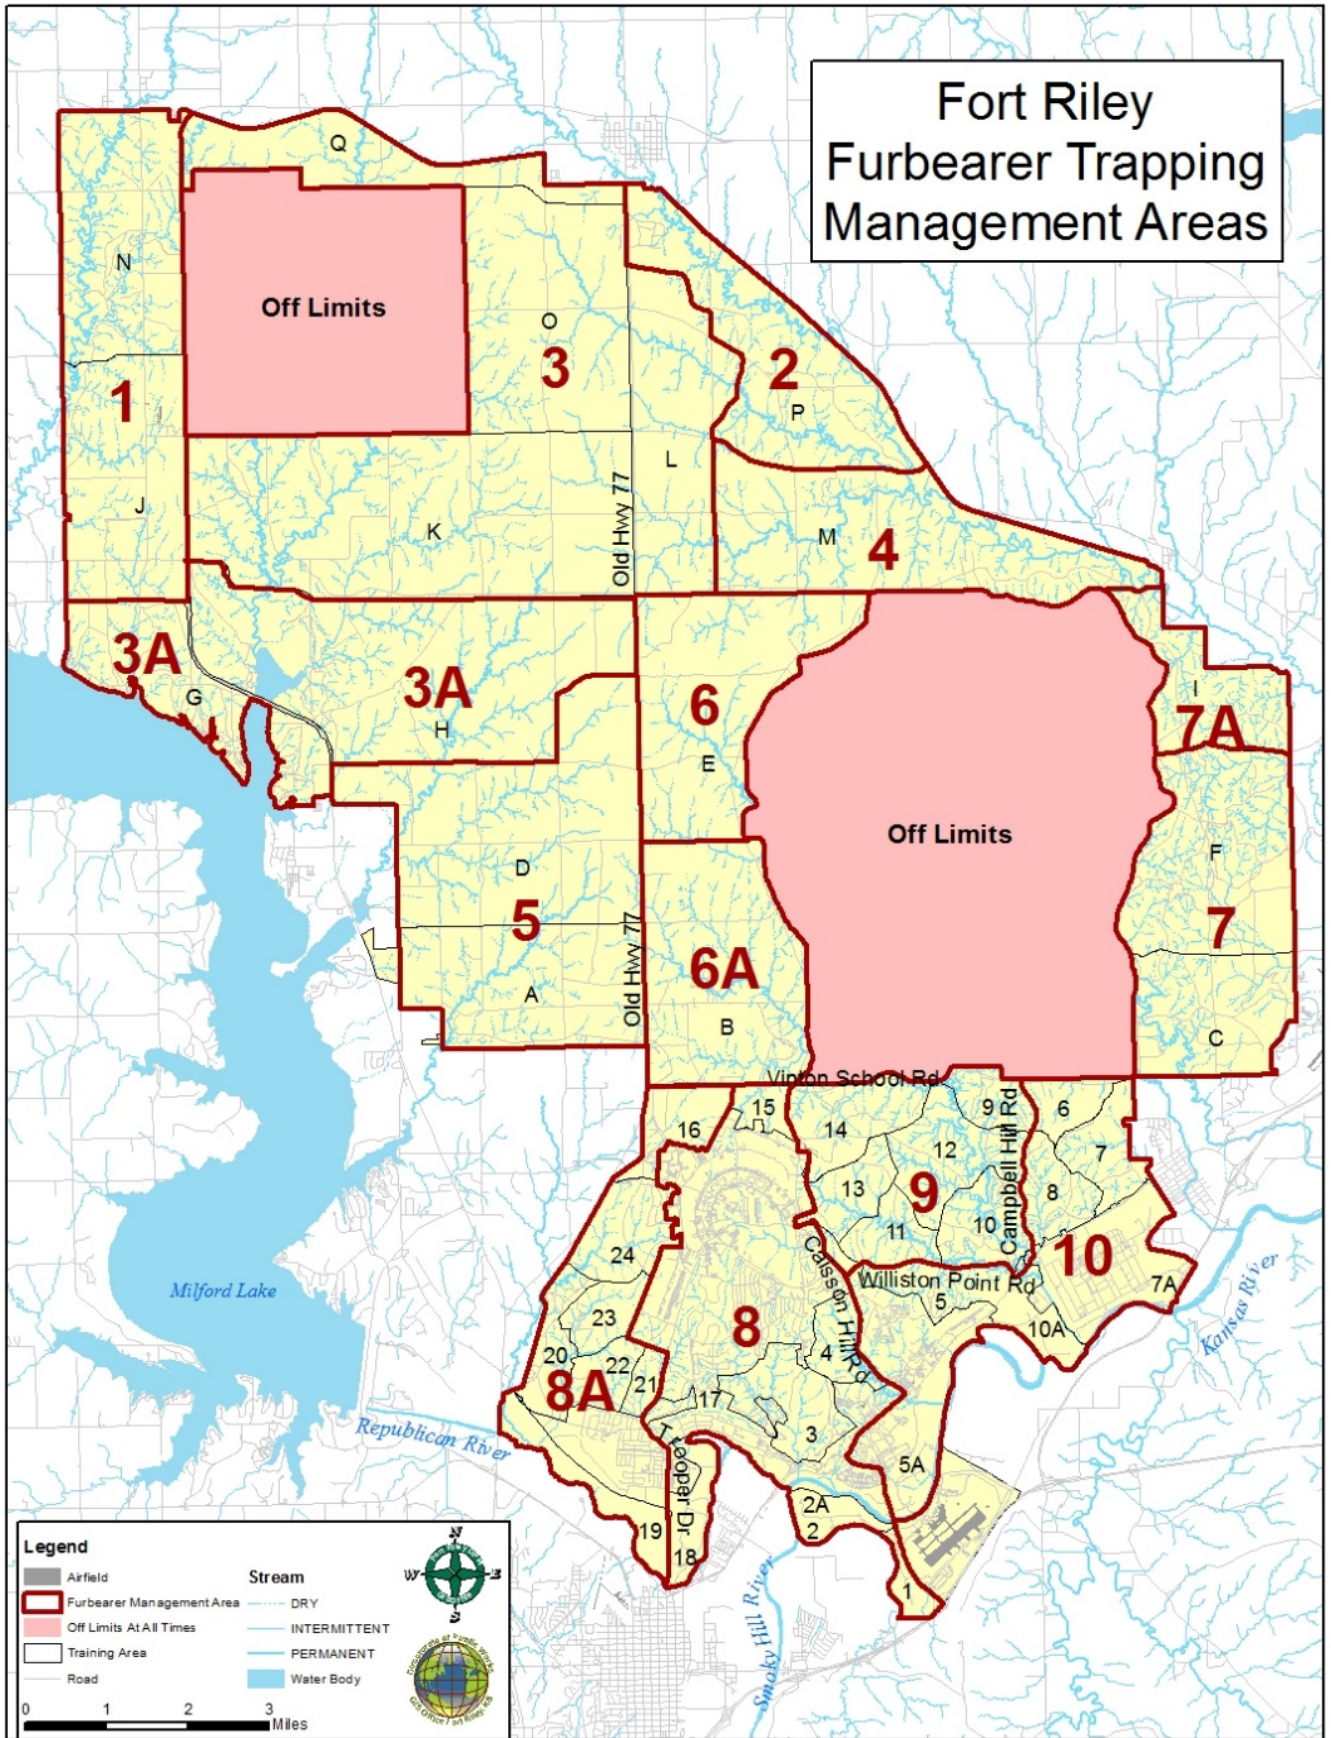 Fort Riley
Furbearer Trapping
Management Areas
Q
N
Off Limits
O
3
2
P
1
L
J
K
Old Hwy 77
M
4
3A
G
3A
H
6
E
I
7A
Off Limits
D
F
5
7
Old Hwy 77
6A
A
B
C
Vinton School Rd
15
9
6
16
14
12
Campbell Hill Rd
7
13
9
8
11
10
24
Caisson Hill Rd
10
Williston Point Rd
7A
5
Milford Lake
Kansas River
23
8
10A
20
22
4
21
8A
17
Republican River
3
Trooper Dr
5A
2A
2
19
18
1
Smoky Hill River
Legend
Airfield
Furbearer Management Area
Off Limits At All Times
Training Area
Road
Stream
DRY
INTERMITTENT
PERMANENT
Water Body
N
W
E
S
0 1 2 3
Miles